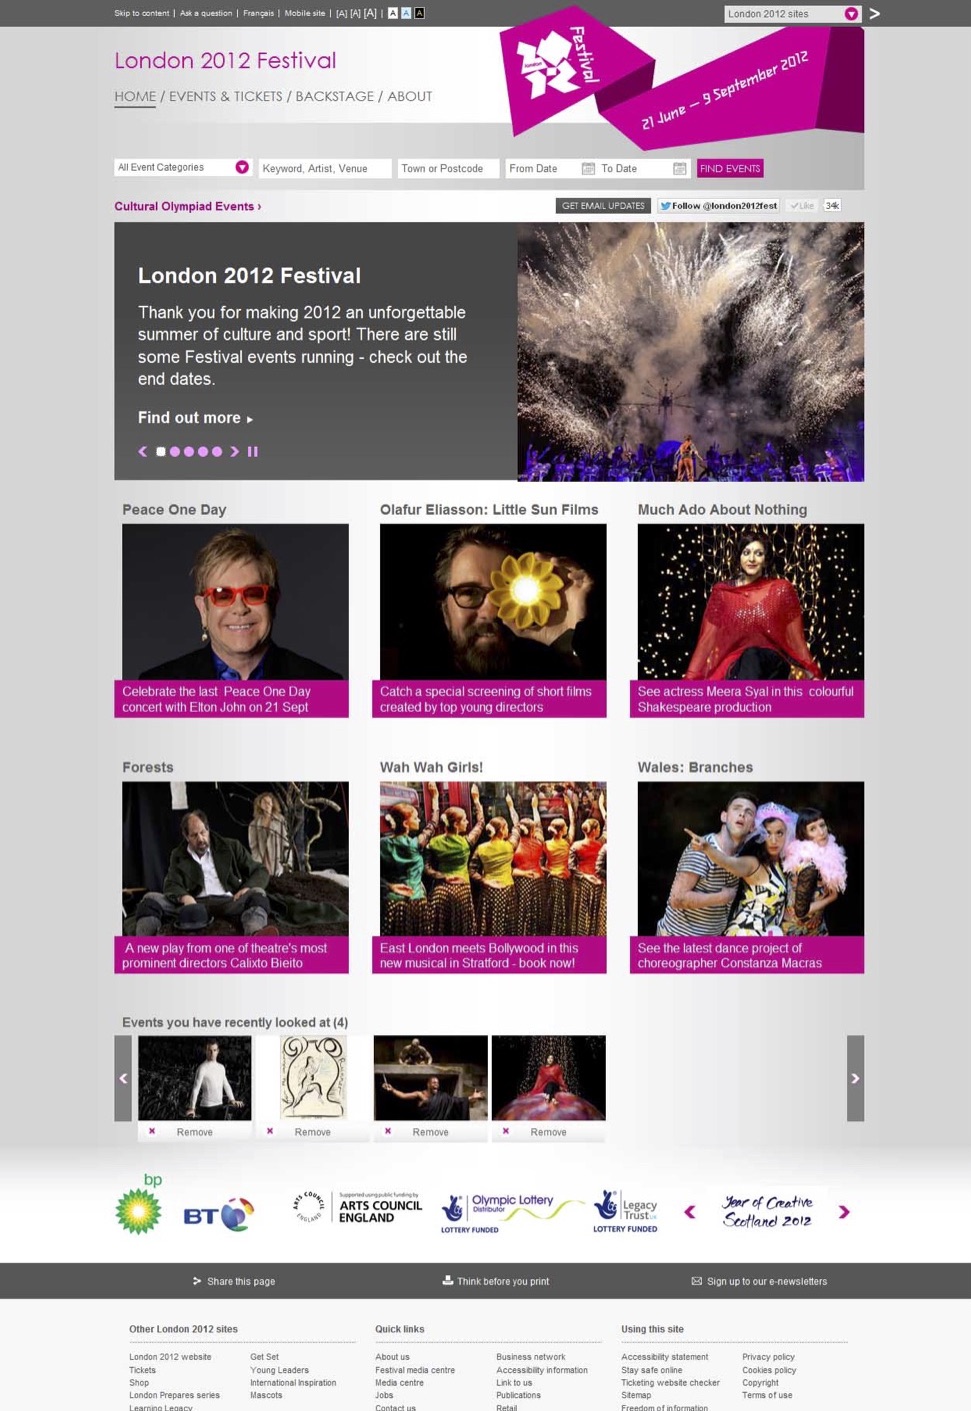 Skip to content | Ask a question | Français | Mobile site | [A] [A] [A] | A A A
London 2012 sites
London 2012 Festival
HOME / EVENTS & TICKETS / BACKSTAGE / ABOUT
Festival
21 June – 9 September 2012
All Event Categories
Keyword, Artist, Venue
Town or Postcode
From Date
To Date
FIND EVENTS
Cultural Olympiad Events ›
GET EMAIL UPDATES
Follow @london2012fest
Like
34k
London 2012 Festival
Thank you for making 2012 an unforgettable
summer of culture and sport! There are still
some Festival events running - check out the
end dates.
Find out more
Peace One Day
Celebrate the last Peace One Day
concert with Elton John on 21 Sept
Olafur Eliasson: Little Sun Films
Catch a special screening of short films
created by top young directors
Much Ado About Nothing
See actress Meera Syal in this colourful
Shakespeare production
Forests
A new play from one of theatre's most
prominent directors Calixto Bieito
Wah Wah Girls!
East London meets Bollywood in this
new musical in Stratford - book now!
Wales: Branches
See the latest dance project of
choreographer Constanza Macras
Events you have recently looked at (4)
Remove
Remove
Remove
Remove
bp
BT
ARTS COUNCIL
ENGLAND
Supported using public funding by
ARTS COUNCIL
ENGLAND
Olympic Lottery
Distributor
LOTTERY FUNDED
Legacy
Trust UK
LOTTERY FUNDED
Year of Creative
Scotland 2012
Share this page
Think before you print
Sign up to our e-newsletters
Other London 2012 sites
London 2012 website
Tickets
Shop
London Prepares series
Learning Legacy
Get Set
Young Leaders
International Inspiration
Mascots
Quick links
About us
Festival media centre
Media centre
Jobs
Contact us
Business network
Accessibility information
Link to us
Publications
Retail
Using this site
Accessibility statement
Stay safe online
Ticketing website checker
Sitemap
Freedom of information
Privacy policy
Cookies policy
Copyright
Terms of use